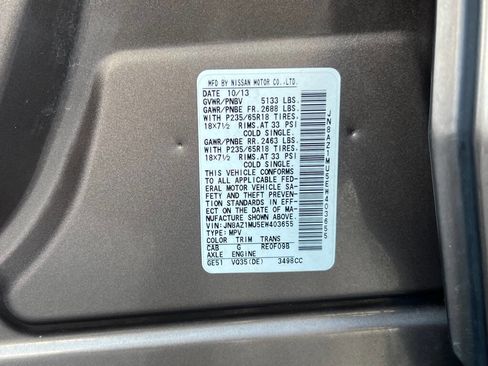 MFD BY NISSAN MOTOR CO.,LTD.
DATE 10/13
GVWR/PNBV 5133 LBS.
GAWR/PNBE FR. 2688 LBS.
WITH P235/65R18 TIRES.
18X7½ RIMS.AT 33 PSI
COLD SINGLE.
GAWR/PNBE RR. 2463 LBS.
WITH P235/65R18 TIRES.
18X7½ RIMS.AT 33 PSI
COLD SINGLE.
THIS VEHICLE CONFORMS
TO ALL APPLICABLE FED-
ERAL MOTOR VEHICLE SA-
FETY AND THEFT PREVEN-
TION STANDARDS IN EFF-
ECT ON THE DATE OF MA-
NUFACTURE SHOWN ABOVE.
VIN:JN8AZ1MU5EW403655
TYPE:MPV
COLOR TRIM TRANS
CAB G RE0F09B
AXLE ENGINE
GE51 VQ35(DE) 3498CC
JN8AZ1MU5EW403655